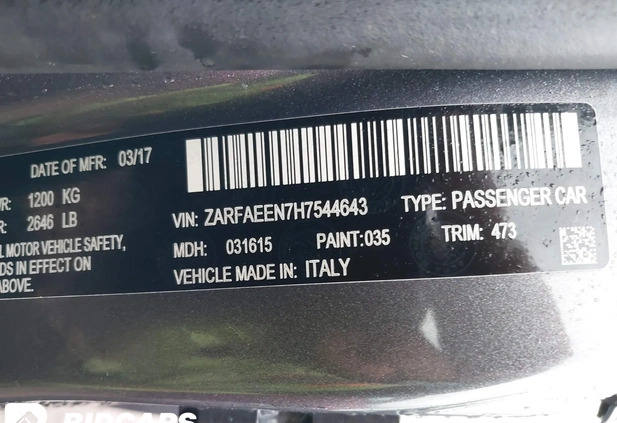 DATE OF MFR: 03/17
1200 KG
2646 LB
VIN: ZARFAEEN7H7544643 TYPE: PASSENGER CAR
MOTOR VEHICLE SAFETY,
MDH: 031615 PAINT:035 TRIM: 473
IN EFFECT ON
VEHICLE MADE IN: ITALY
ABOVE.
BIDCARS